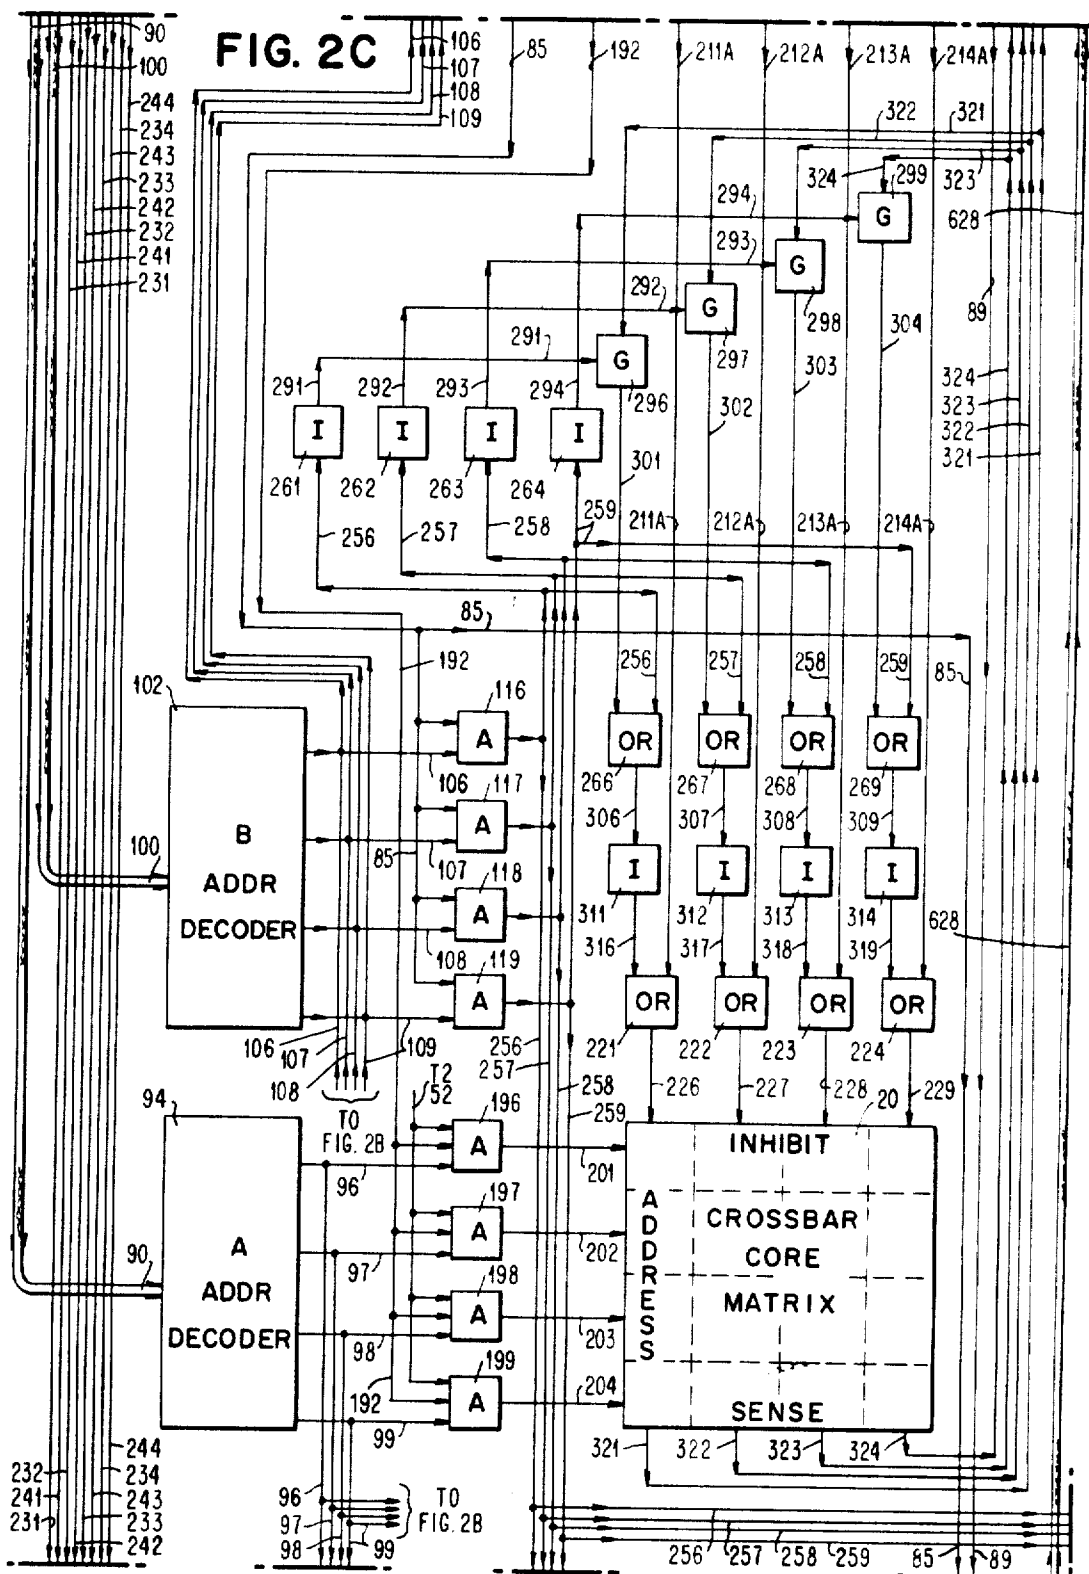 FIG. 2C
90
100
244
234
243
233
242
232
241
231
106
107
108
109
85
192
211A
212A
213A
214A
322
321
324
323
299
294
G
628
293
G
298
89
292
G
297
304
291
G
296
303
302
324
323
322
321
291
292
293
294
I
I
I
I
261
262
263
264
301
256
257
258
259
211A
212A
213A
214A
85
192
256
257
258
259
85
102
116
A
106
OR
OR
OR
OR
266
267
268
269
117
A
107
306
307
308
309
100
B
ADDR
DECODER
85
118
A
108
I
I
I
I
311
312
313
314
316
317
318
319
628
119
A
109
OR
OR
OR
OR
221
222
223
224
106
107
108
256
257
258
259
226
227
228
20
229
TO
FIG. 2B
T2
52
94
196
A
96
201
197
A
97
202
198
A
98
203
199
A
99
204
192
90
A
ADDR
DECODER
INHIBIT
ADDRESS
CROSSBAR
CORE
MATRIX
SENSE
321
322
323
324
244
234
243
233
242
232
241
231
96
97
98
99
TO
FIG. 2B
256
257
258
259
85
89